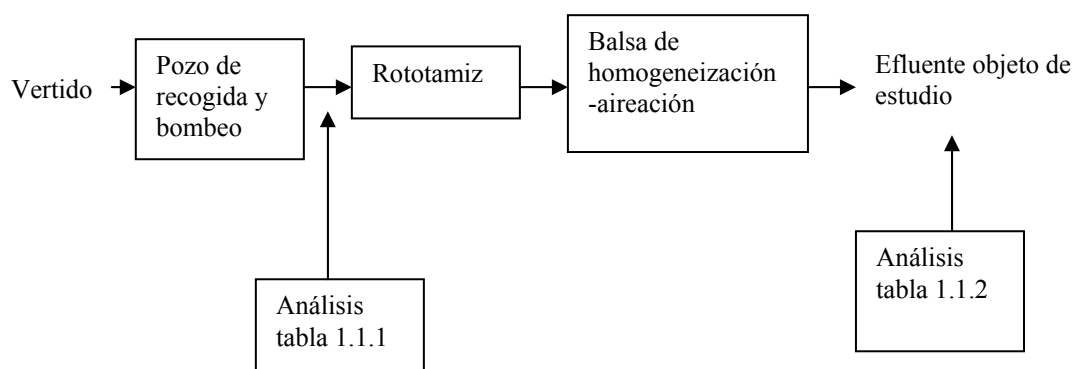 Vertido
Pozo de
recogida y
bombeo
Rototamiz
Balsa de
homogeneización
-aireación
Efluente objeto de
estudio
Análisis
tabla 1.1.1
Análisis
tabla 1.1.2